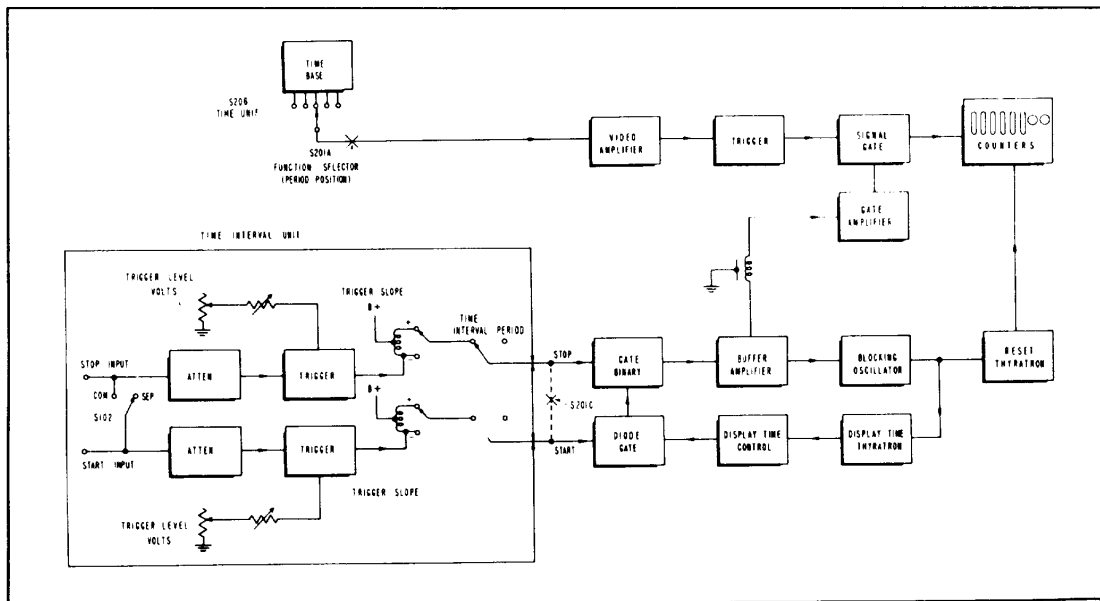 TIME
BASE
S206
TIME UNIT
S201A
FUNCTION SELECTOR
(PERIOD POSITION)
VIDEO
AMPLIFIER
TRIGGER
SIGNAL
GATE
COUNTERS
GATE
AMPLIFIER
TIME INTERVAL UNIT
TRIGGER LEVEL
VOLTS
TRIGGER SLOPE
B+
+
-
TIME
INTERVAL PERIOD
STOP INPUT
ATTEN
TRIGGER
COM
SEP
S102
START INPUT
ATTEN
TRIGGER
B+
+
-
TRIGGER SLOPE
TRIGGER LEVEL
VOLTS
STOP
S201C
START
GATE
BINARY
BUFFER
AMPLIFIER
BLOCKING
OSCILLATOR
RESET
THYRATRON
DIODE
GATE
DISPLAY TIME
CONTROL
DISPLAY TIME
THYRATRON